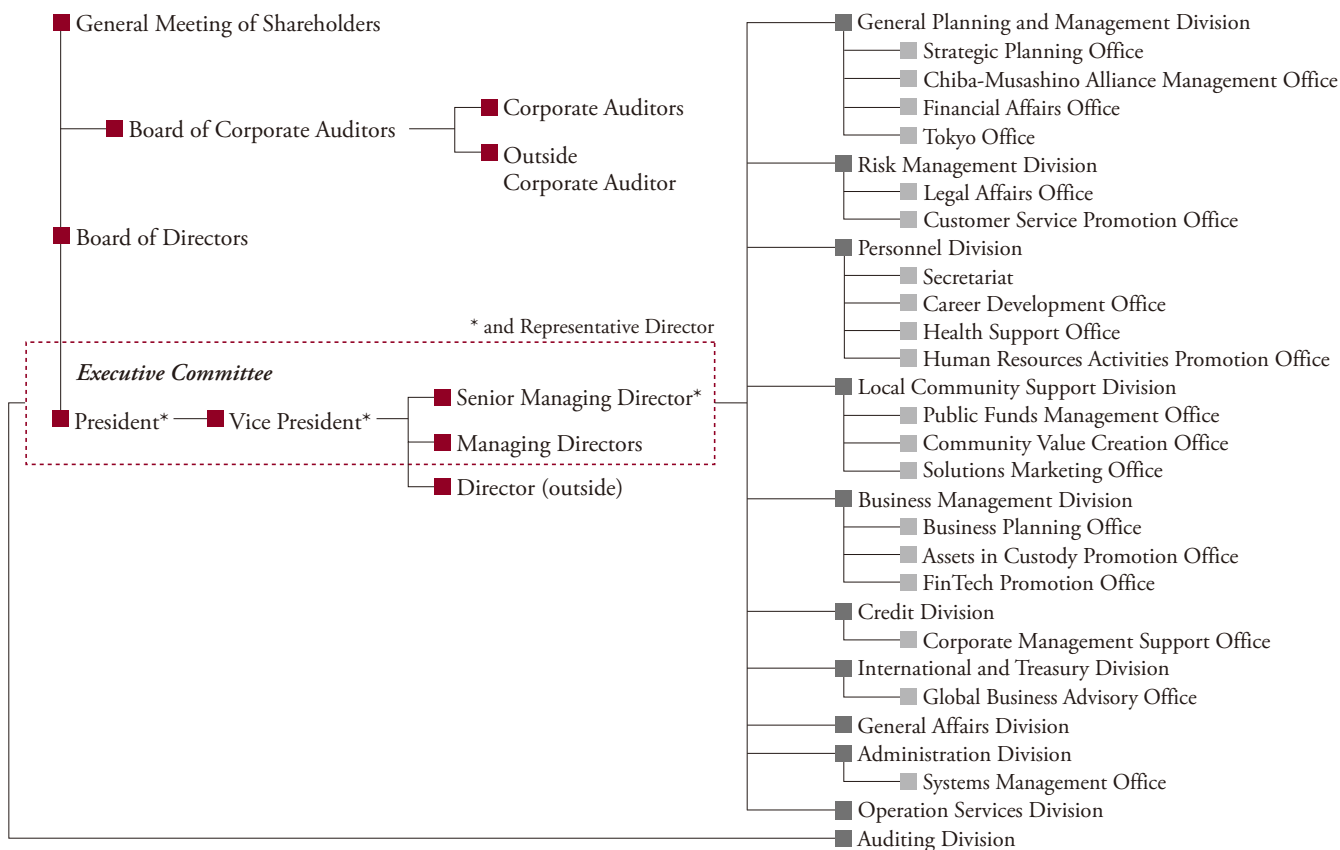 General Meeting of Shareholders
Board of Corporate Auditors
Corporate Auditors
Outside
Corporate Auditor
Board of Directors
* and Representative Director
Executive Committee
President*
Vice President*
Senior Managing Director*
Managing Directors
Director (outside)
General Planning and Management Division
Strategic Planning Office
Chiba-Musashino Alliance Management Office
Financial Affairs Office
Tokyo Office
Risk Management Division
Legal Affairs Office
Customer Service Promotion Office
Personnel Division
Secretariat
Career Development Office
Health Support Office
Human Resources Activities Promotion Office
Local Community Support Division
Public Funds Management Office
Community Value Creation Office
Solutions Marketing Office
Business Management Division
Business Planning Office
Assets in Custody Promotion Office
FinTech Promotion Office
Credit Division
Corporate Management Support Office
International and Treasury Division
Global Business Advisory Office
General Affairs Division
Administration Division
Systems Management Office
Operation Services Division
Auditing Division